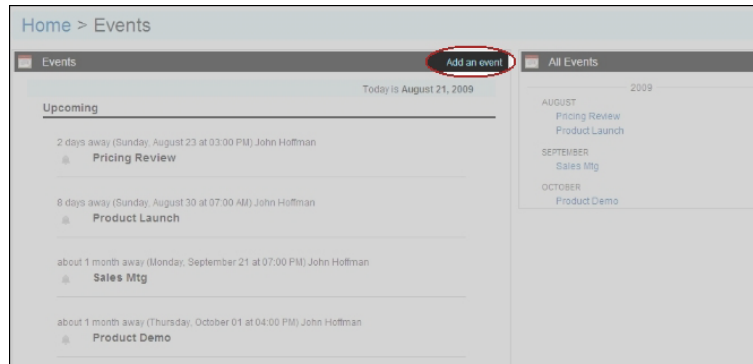 Home > Events
Events
Add an event
Today is August 21, 2009
Upcoming
2 days away (Sunday, August 23 at 03:00 PM) John Hoffman
Pricing Review
8 days away (Sunday, August 30 at 07:00 AM) John Hoffman
Product Launch
about 1 month away (Monday, September 21 at 07:00 PM) John Hoffman
Sales Mtg
about 1 month away (Thursday, October 01 at 04:00 PM) John Hoffman
Product Demo
All Events
2009
AUGUST
Pricing Review
Product Launch
SEPTEMBER
Sales Mtg
OCTOBER
Product Demo